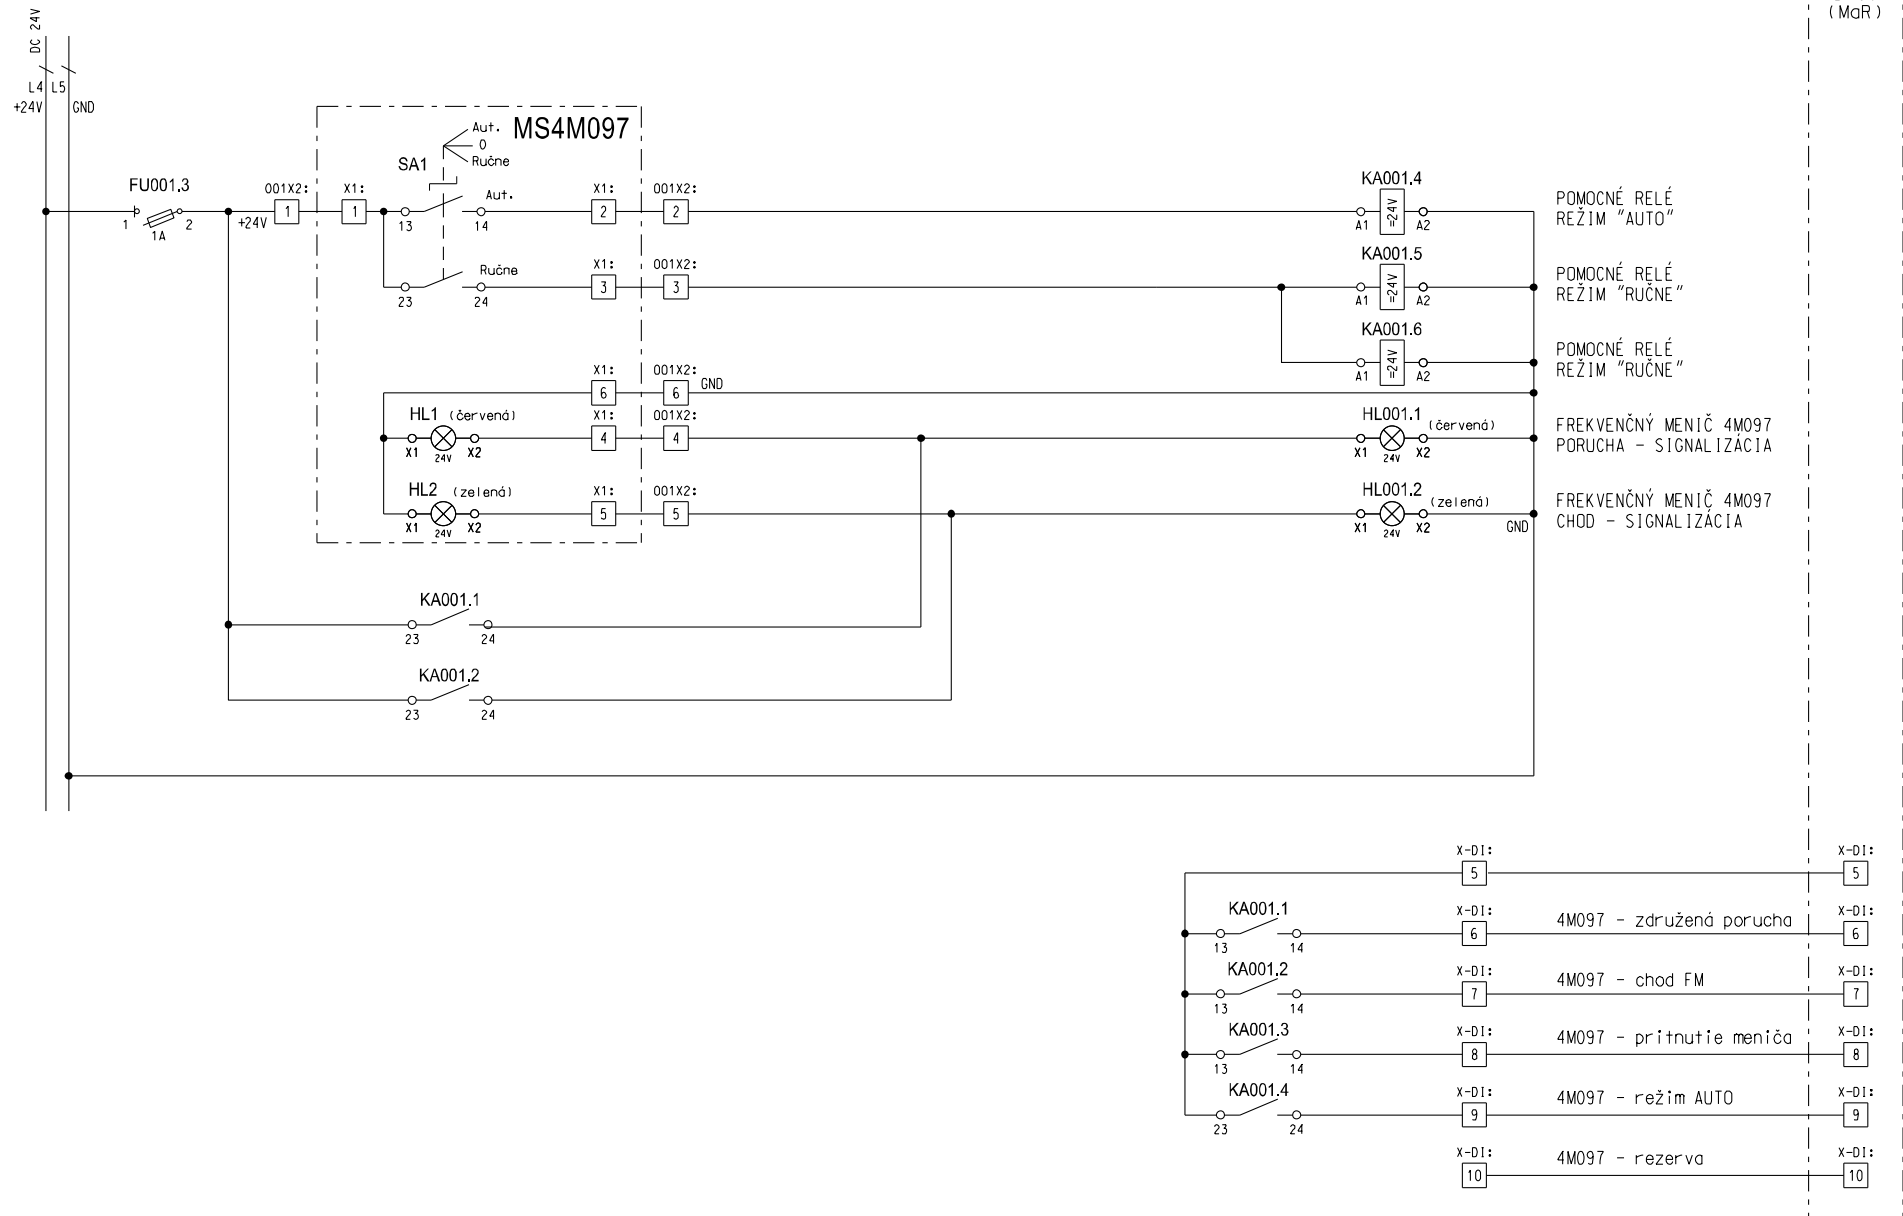 (MaR)
DC 24V
L4 L5
+24V GND
MS4M097
Aut.
0
Ručne
SA1
FU001.3
1 2
1A
+24V
001X2:
1
X1:
1
Aut.
13 14
X1:
2
001X2:
2
KA001.4
=24V
A1 A2
POMOCNÉ RELÉ
REŽIM "AUTO"
Ručne
23 24
X1:
3
001X2:
3
KA001.5
=24V
A1 A2
POMOCNÉ RELÉ
REŽIM "RUČNE"
KA001.6
=24V
A1 A2
POMOCNÉ RELÉ
REŽIM "RUČNE"
X1:
6
001X2:
6
GND
HL1 (červená)
X1 24V X2
X1:
4
001X2:
4
HL001.1 (červená)
X1 24V X2
FREKVENČNÝ MENIČ 4M097
PORUCHA - SIGNALIZÁCIA
HL2 (zelená)
X1 24V X2
X1:
5
001X2:
5
HL001.2 (zelená)
X1 24V X2
GND
FREKVENČNÝ MENIČ 4M097
CHOD - SIGNALIZÁCIA
KA001.1
23 24
KA001.2
23 24
X-DI:
5
X-DI:
5
KA001.1
13 14
X-DI:
6
4M097 - združená porucha
X-DI:
6
KA001.2
13 14
X-DI:
7
4M097 - chod FM
X-DI:
7
KA001.3
13 14
X-DI:
8
4M097 - pritnutie meniča
X-DI:
8
KA001.4
23 24
X-DI:
9
4M097 - režim AUTO
X-DI:
9
X-DI:
10
4M097 - rezerva
X-DI:
10